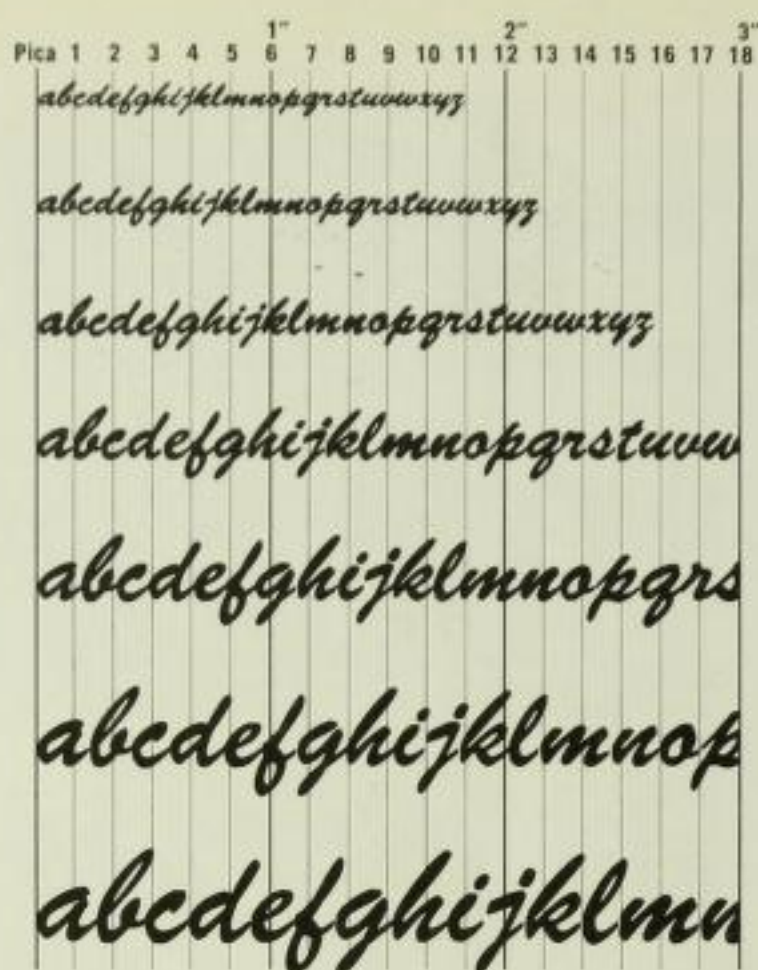 1" 2" 3"
Pica 1 2 3 4 5 6 7 8 9 10 11 12 13 14 15 16 17 18
abcdefghijklmnopqrstuvwxyz
abcdefghijklmnopqrstuvwxyz
abcdefghijklmnopqrstuvwxyz
abcdefghijklmnopqrstuvw
abcdefghijklmnopqrs
abcdefghijklmnop
abcdefghijklmn